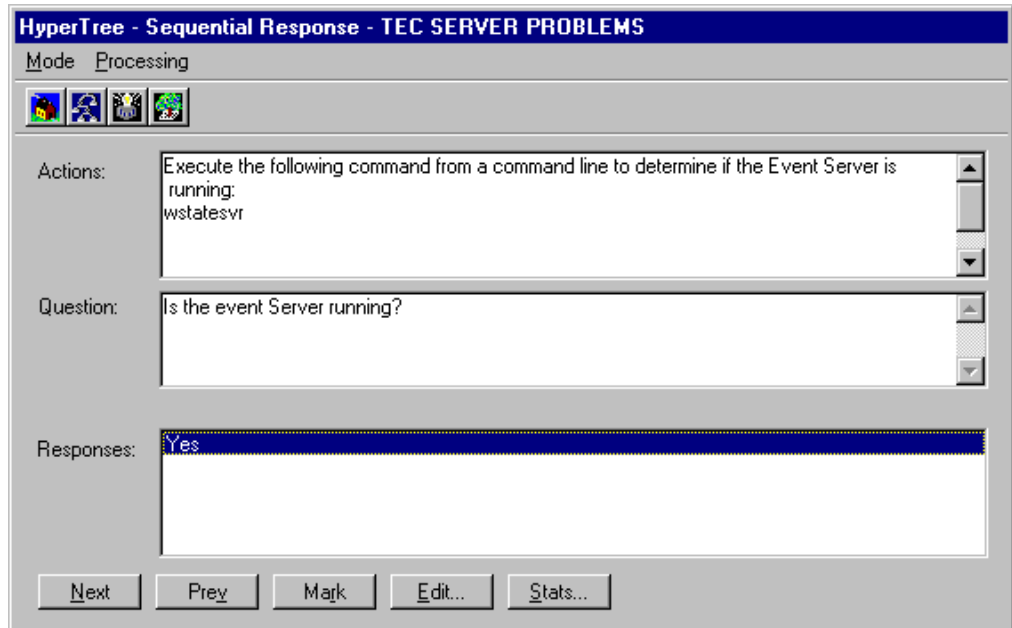 HyperTree - Sequential Response - TEC SERVER PROBLEMS
Mode Processing
Actions:
Execute the following command from a command line to determine if the Event Server is
running:
wstatesvr
Question:
Is the event Server running?
Responses:
Yes
Next Prev Mark Edit... Stats...